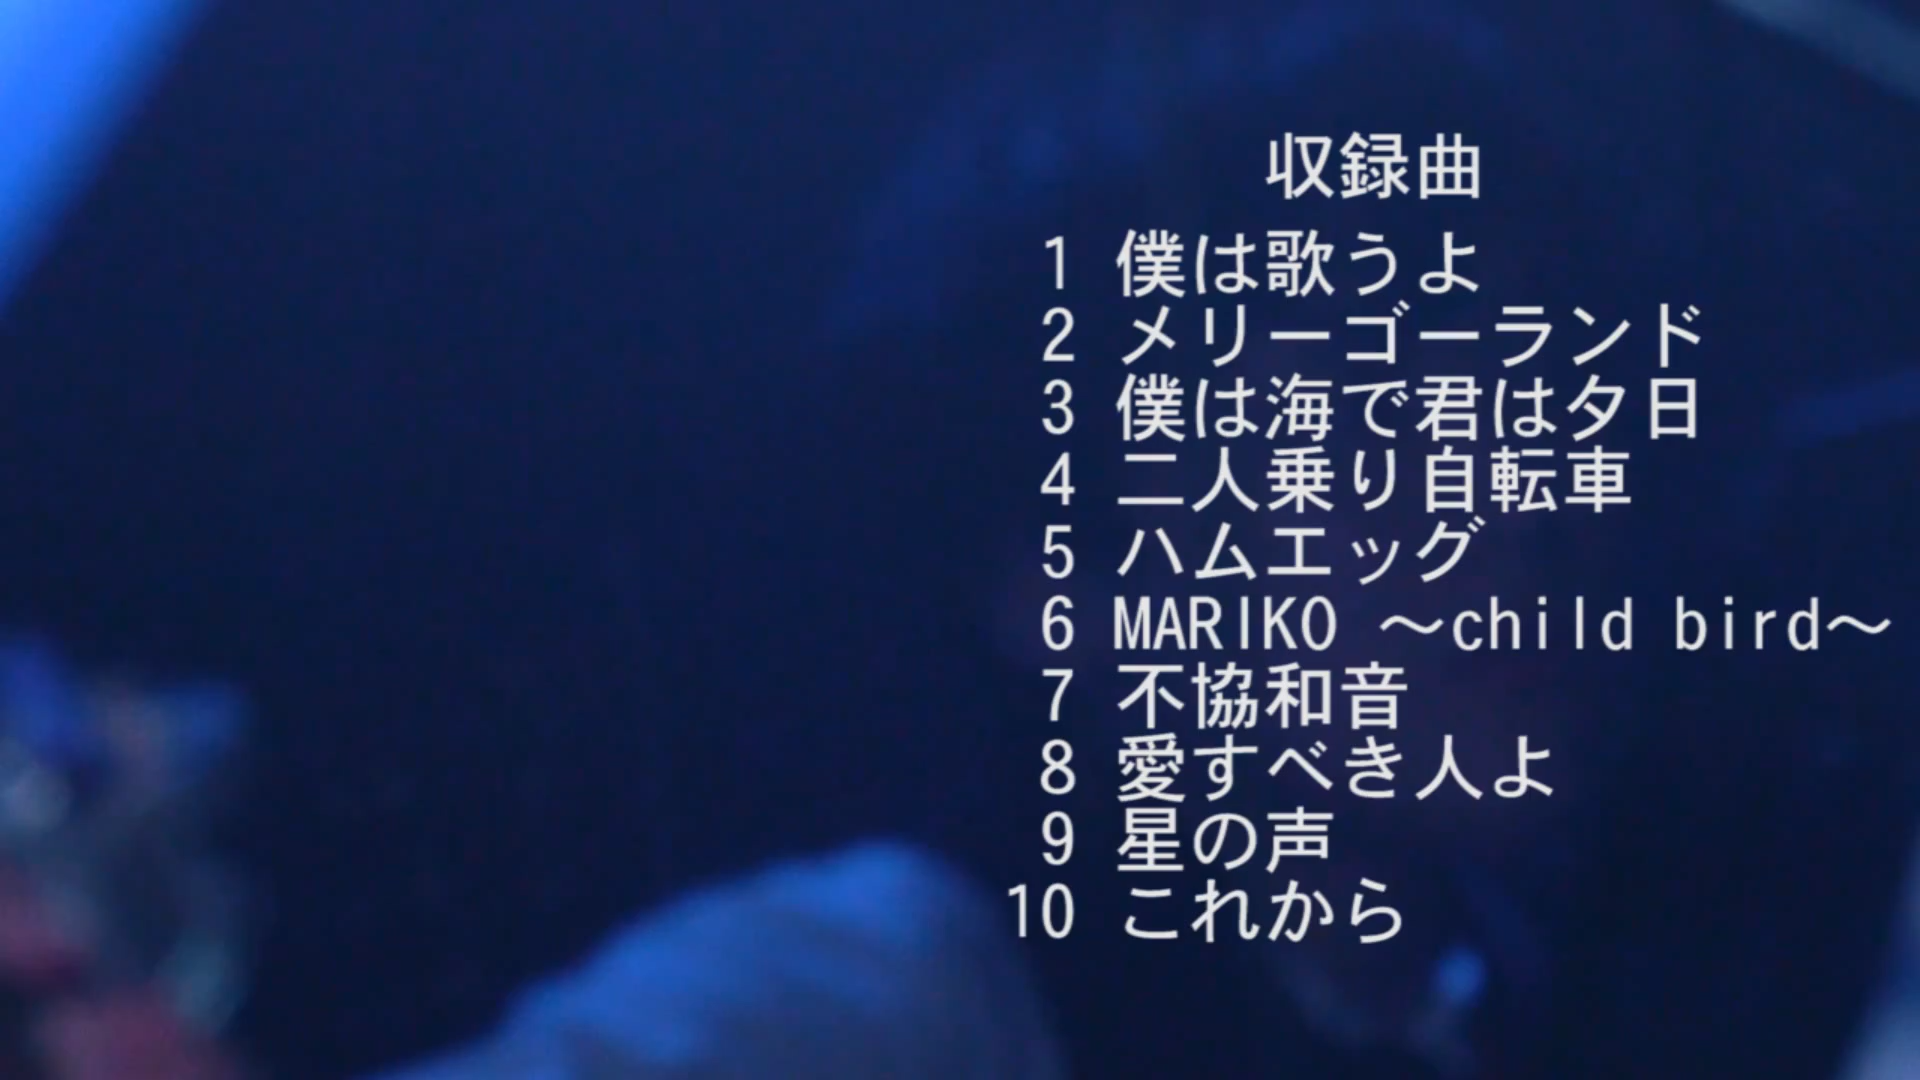 収録曲
1 僕は歌うよ
2 メリーゴーランド
3 僕は海で君は夕日
4 二人乗り自転車
5 ハムエッグ
6 MARIKO ～child bird～
7 不協和音
8 愛すべき人よ
9 星の声
10 これから